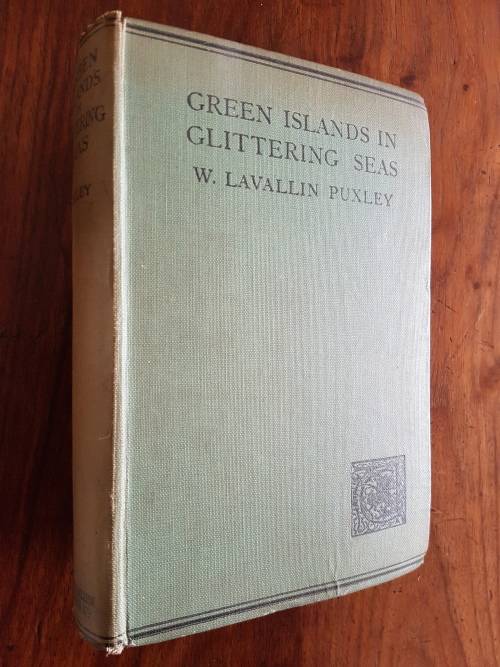 GREEN ISLANDS IN
GLITTERING SEAS
W. LAVALLIN PUXLEY